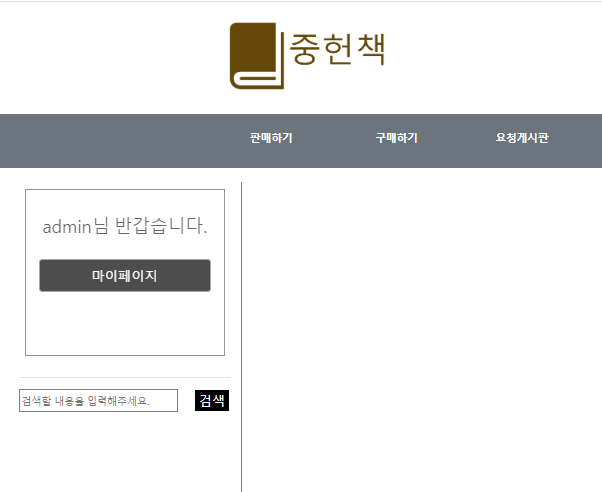 중헌책
판매하기 구매하기 요청게시판
admin님 반갑습니다.
마이페이지
검색할 내용을 입력해주세요. 검색